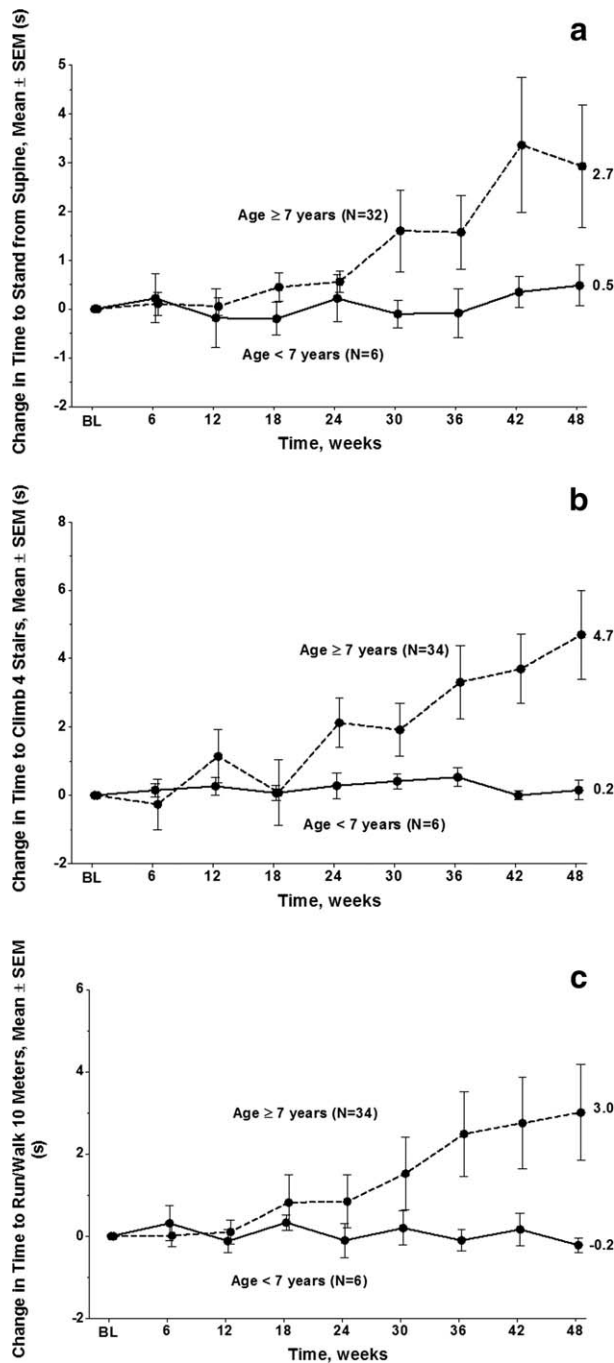 a
Change in Time to Stand from Supine, Mean ± SEM (s)
5
4
3
2
1
0
-1
-2
Age ≥ 7 years (N=32)
Age < 7 years (N=6)
2.7
0.5
BL 6 12 18 24 30 36 42 48
Time, weeks
b
Change in Time to Climb 4 Stairs, Mean ± SEM (s)
8
6
4
2
0
-2
Age ≥ 7 years (N=34)
Age < 7 years (N=6)
4.7
0.2
BL 6 12 18 24 30 36 42 48
Time, weeks
c
Change in Time to Run/Walk 10 Meters, Mean ± SEM
(s)
6
4
2
0
-2
Age ≥ 7 years (N=34)
Age < 7 years (N=6)
3.0
-0.2
BL 6 12 18 24 30 36 42 48
Time, weeks